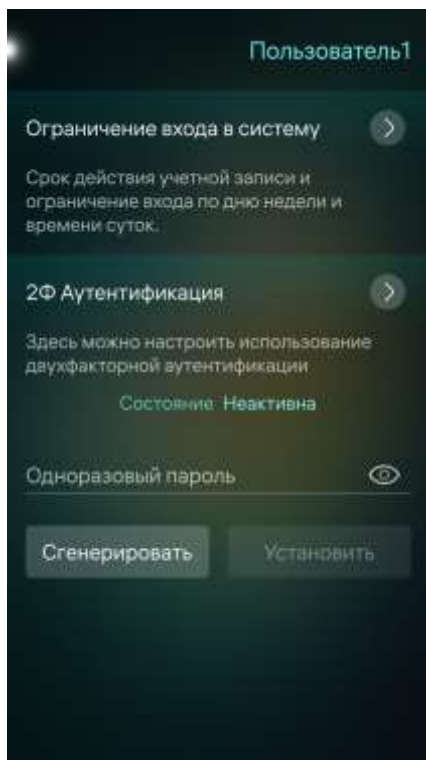 Пользователь1
Ограничение входа в систему
Срок действия учетной записи и
ограничение входа по дню недели и
времени суток.
2Ф Аутентификация
Здесь можно настроить использование
двухфакторной аутентификации
Состояние Неактивна
Одноразовый пароль
Сгенерировать Установить